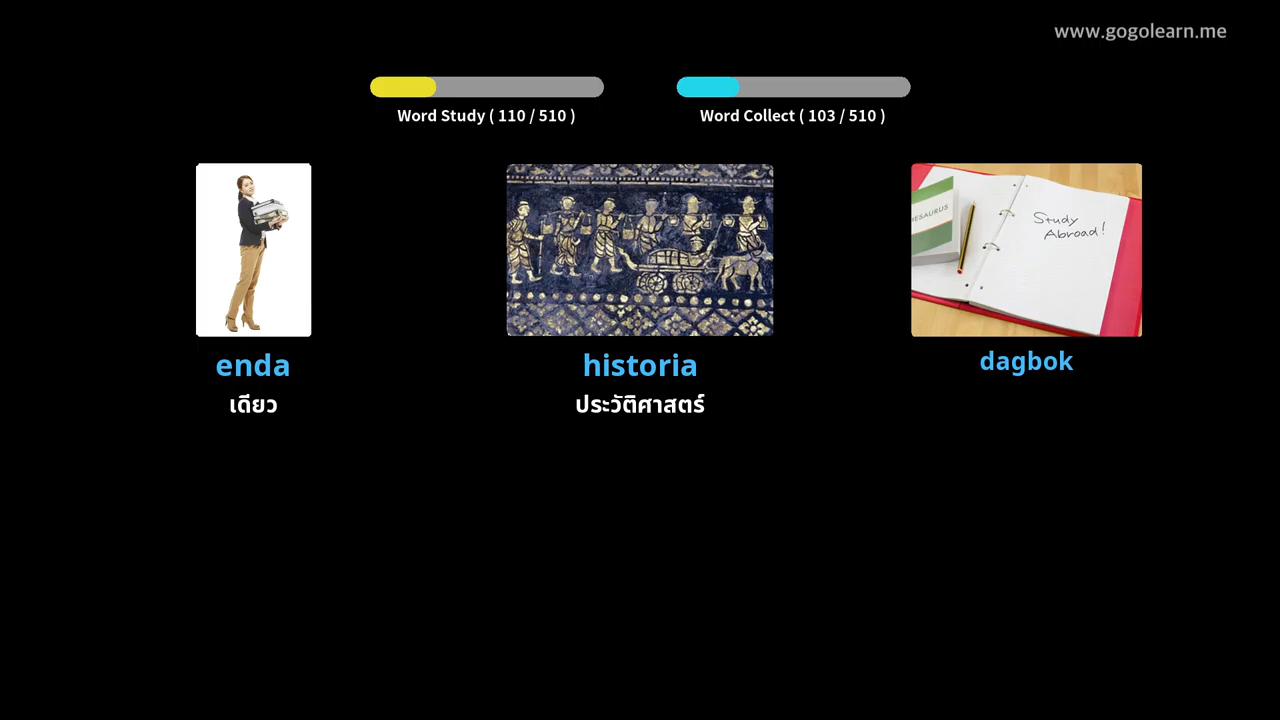 www.gogolearn.me
Word Study ( 110 / 510 )
Word Collect ( 103 / 510 )
THESAURUS
Study
Abroad!
enda
historia
dagbok
เดียว
ประวัติศาสตร์